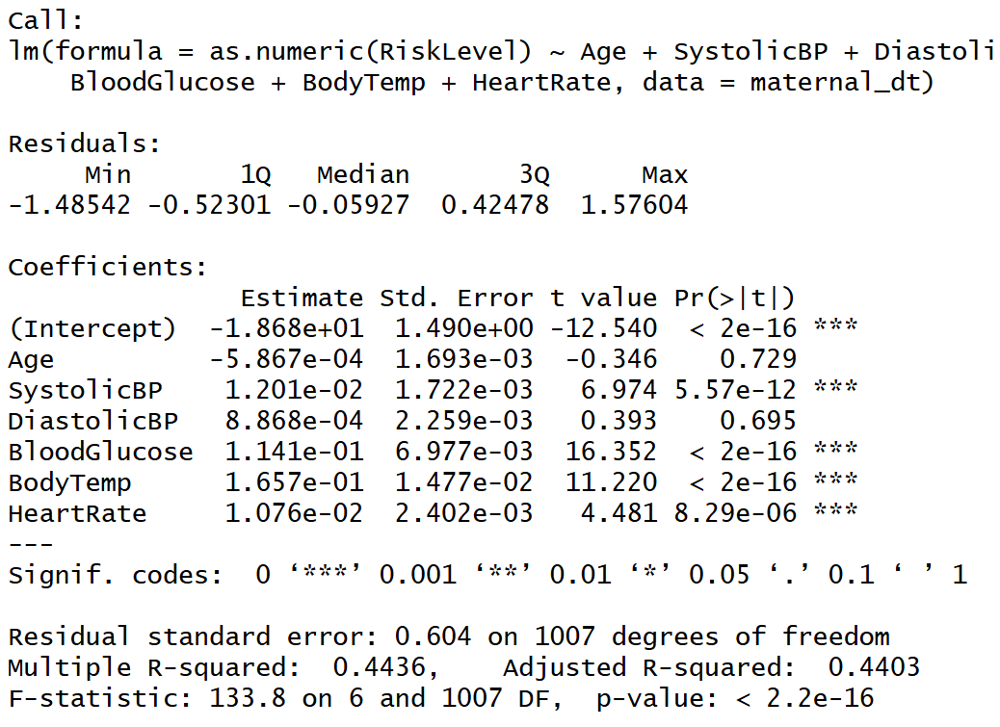 Call:
lm(formula = as.numeric(RiskLevel) ~ Age + SystolicBP + Diastoli
    BloodGlucose + BodyTemp + HeartRate, data = maternal_dt)

Residuals:
     Min       1Q   Median       3Q      Max
-1.48542 -0.52301 -0.05927  0.42478  1.57604

Coefficients:
               Estimate Std. Error t value Pr(>|t|)
(Intercept)  -1.868e+01  1.490e+00 -12.540  < 2e-16 ***
Age          -5.867e-04  1.693e-03  -0.346    0.729
SystolicBP    1.201e-02  1.722e-03   6.974 5.57e-12 ***
DiastolicBP   8.868e-04  2.259e-03   0.393    0.695
BloodGlucose  1.141e-01  6.977e-03  16.352  < 2e-16 ***
BodyTemp      1.657e-01  1.477e-02  11.220  < 2e-16 ***
HeartRate     1.076e-02  2.402e-03   4.481 8.29e-06 ***
---
Signif. codes:  0 ‘***’ 0.001 ‘**’ 0.01 ‘*’ 0.05 ‘.’ 0.1 ‘ ’ 1

Residual standard error: 0.604 on 1007 degrees of freedom
Multiple R-squared:  0.4436,	Adjusted R-squared:  0.4403
F-statistic: 133.8 on 6 and 1007 DF,  p-value: < 2.2e-16